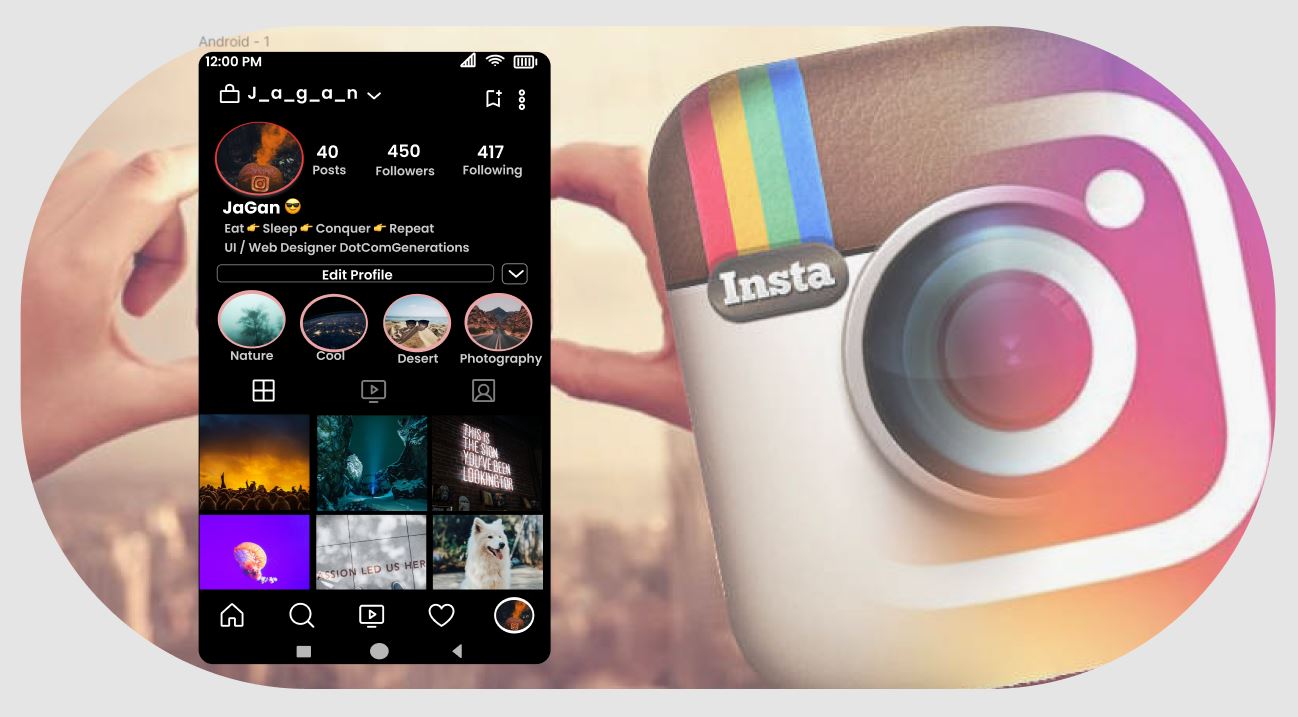 Android - 1
12:00 PM
J_a_g_a_n
40
450
417
Posts
Followers
Following
JaGan 😎
Eat 👉 Sleep 👉 Conquer 👉 Repeat
UI / Web Designer DotComGenerations
Edit Profile
Nature
Cool
Desert
Photography
THIS IS
THE SIGN
YOU'VE BEEN
LOOKING FOR
ASSION LED US HER
Insta